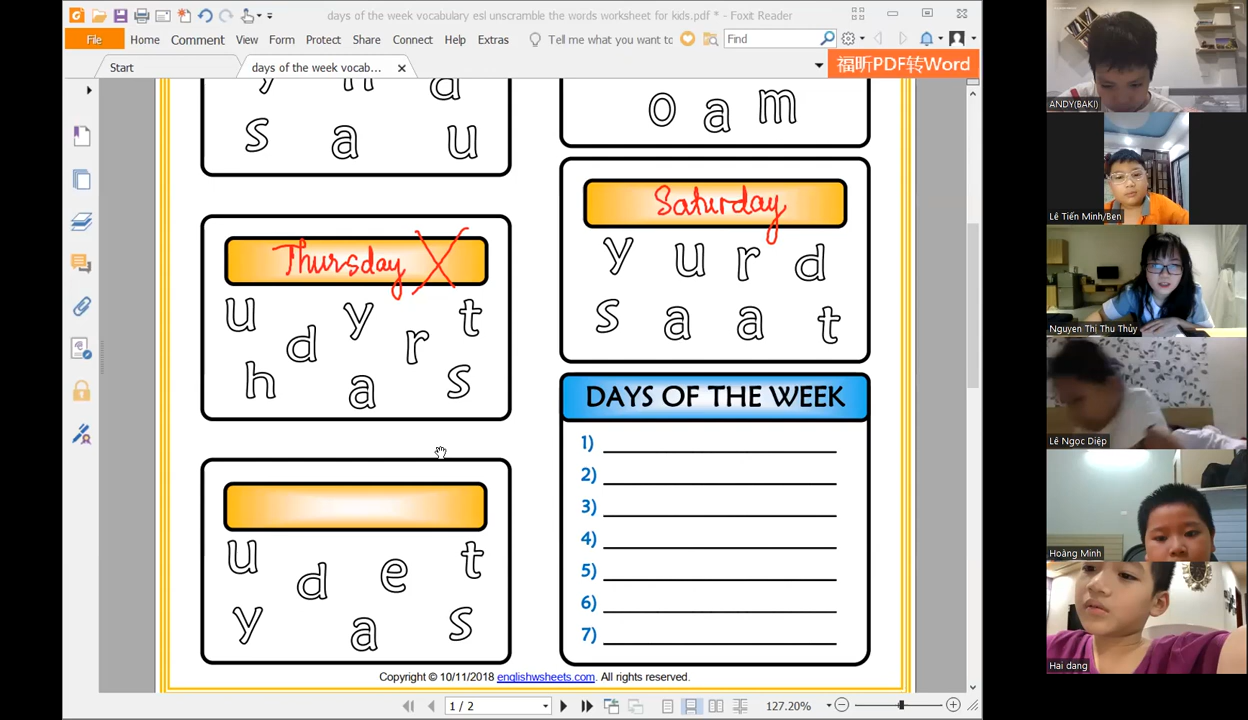 days of the week vocabulary esl unscramble the words worksheet for kids.pdf * - Foxit Reader
File Home Comment View Form Protect Share Connect Help Extras Tell me what you want to Find
Start days of the week vocab...
福昕PDF转Word
s a u
o a m
Thursday X
u d y r t
h a s
Saturday
y u r d
s a a t
u d e t
y a s
DAYS OF THE WEEK
1)
2)
3)
4)
5)
6)
7)
Copyright © 10/11/2018 englishwsheets.com. All rights reserved.
1 / 2
127.20%
ANDY(BAKI)
Lê Tiến Minh/Ben
Nguyen Thị Thu Thủy
Lê Ngọc Diệp
Hoàng Minh
Hai dang